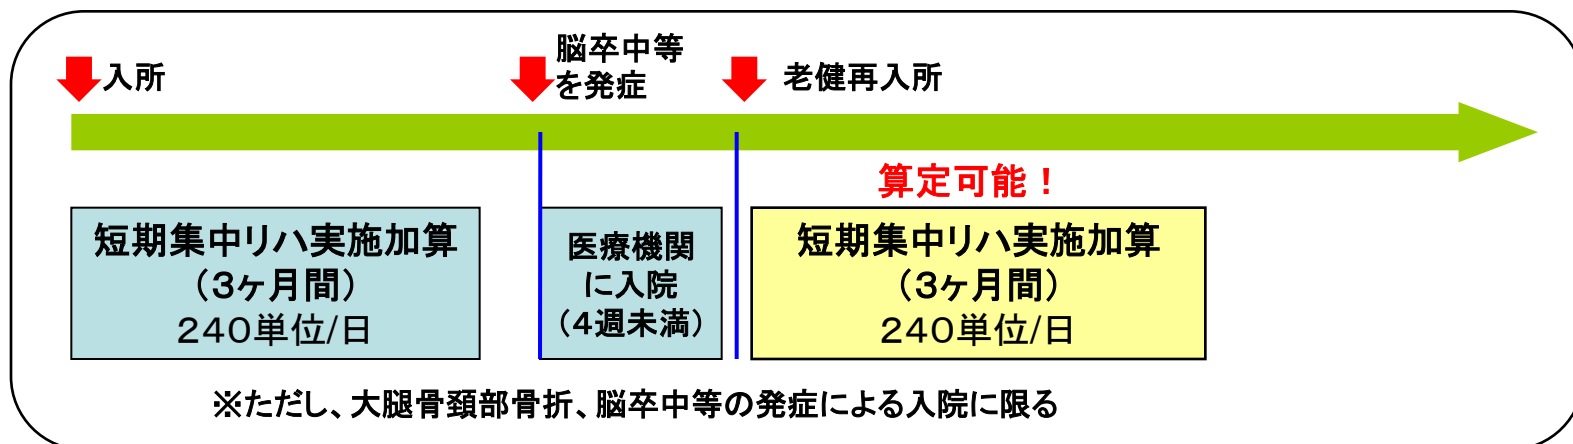 入所
脳卒中等
を発症
老健再入所
算定可能！
短期集中リハ実施加算
（３ヶ月間）
２４０単位/日
医療機関
に入院
（４週未満）
短期集中リハ実施加算
（３ヶ月間）
２４０単位/日
※ただし、大腿骨頚部骨折、脳卒中等の発症による入院に限る